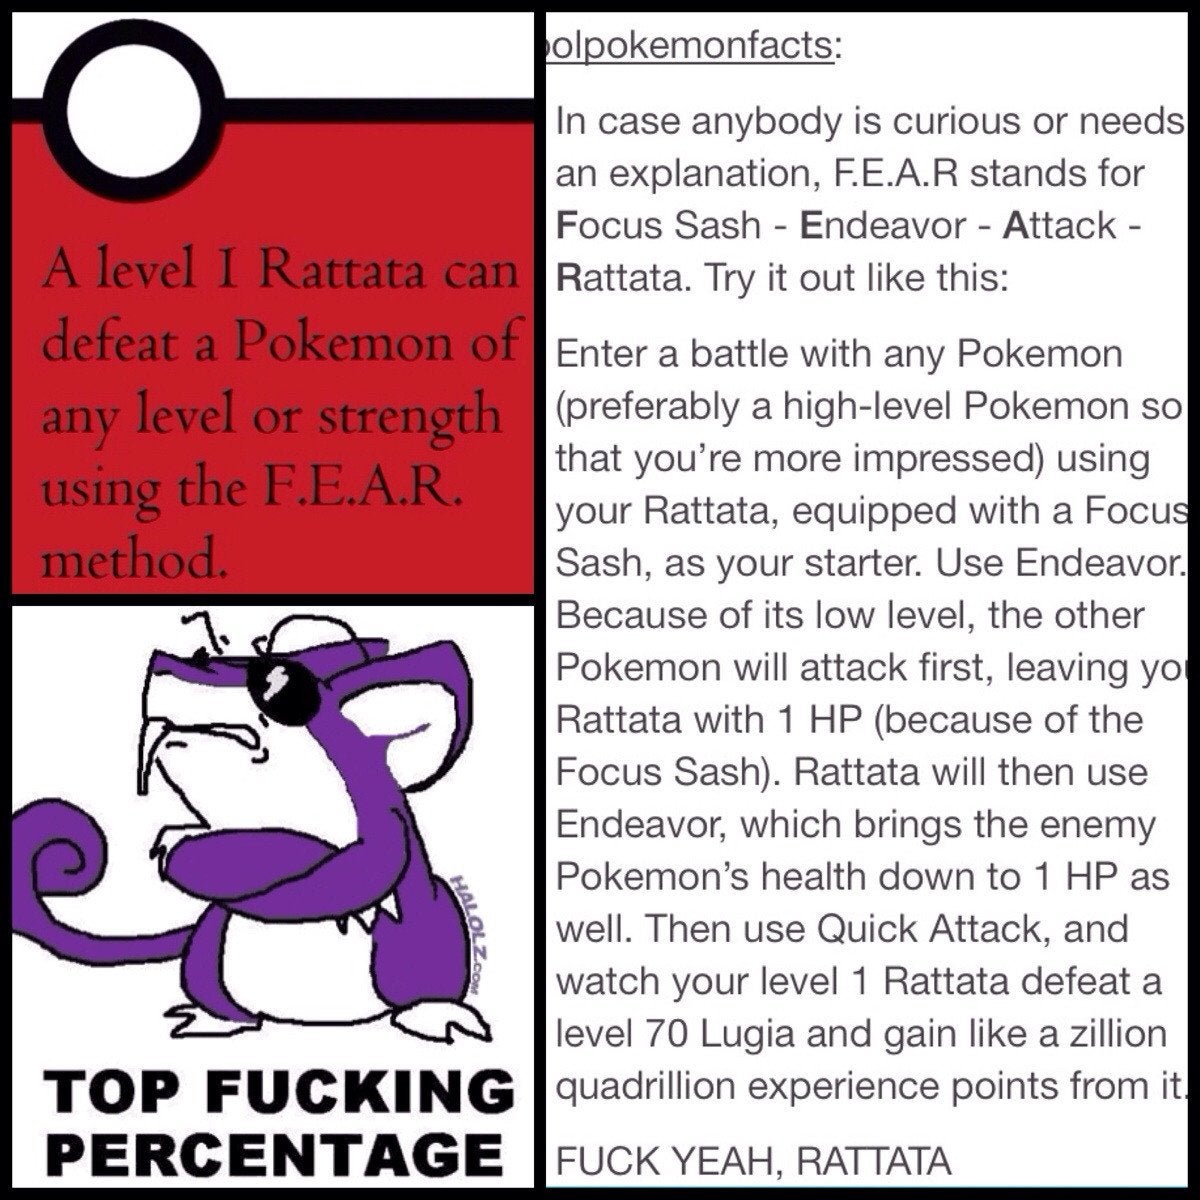 A level 1 Rattata can
defeat a Pokemon of
any level or strength
using the F.E.A.R.
method.
HALOLZ.COM
TOP FUCKING
PERCENTAGE
olpokemonfacts:
In case anybody is curious or needs
an explanation, F.E.A.R stands for
Focus Sash - Endeavor - Attack -
Rattata. Try it out like this:
Enter a battle with any Pokemon
(preferably a high-level Pokemon so
that you’re more impressed) using
your Rattata, equipped with a Focus
Sash, as your starter. Use Endeavor.
Because of its low level, the other
Pokemon will attack first, leaving you
Rattata with 1 HP (because of the
Focus Sash). Rattata will then use
Endeavor, which brings the enemy
Pokemon’s health down to 1 HP as
well. Then use Quick Attack, and
watch your level 1 Rattata defeat a
level 70 Lugia and gain like a zillion
quadrillion experience points from it.
FUCK YEAH, RATTATA